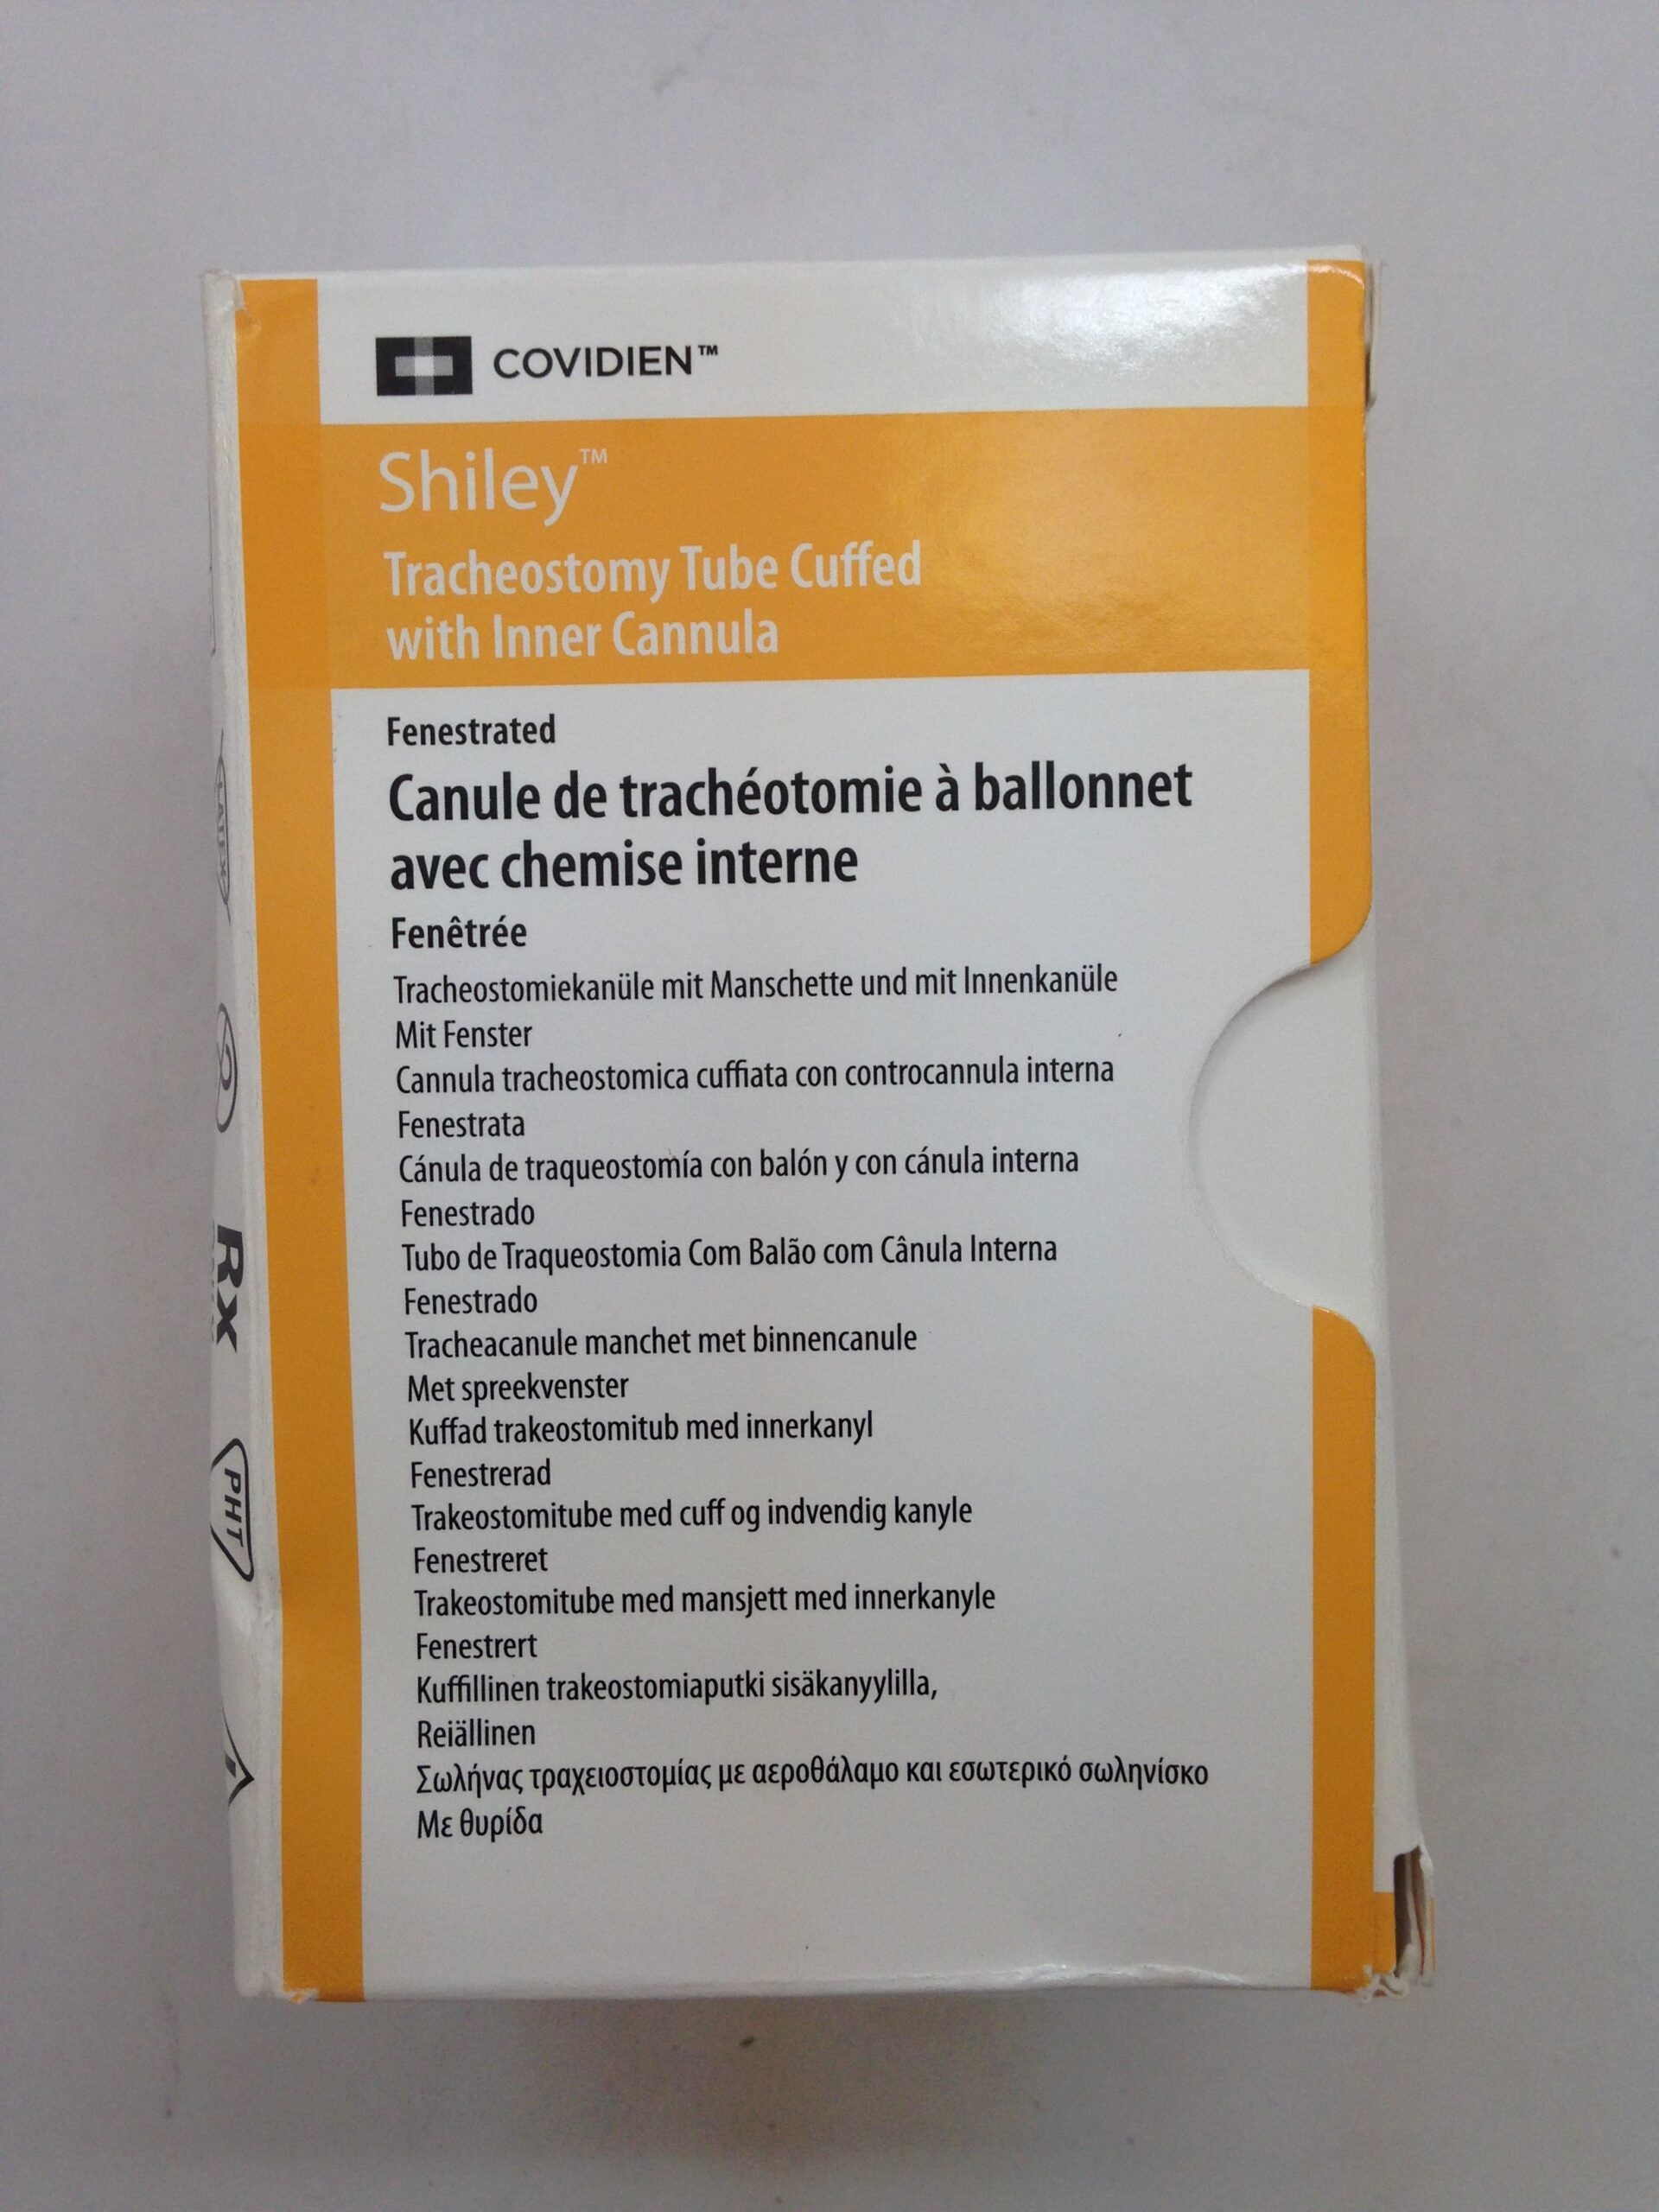 COVIDIEN™
Shiley™
Tracheostomy Tube Cuffed
with Inner Cannula
Fenestrated
Canule de trachéotomie à ballonnet
avec chemise interne
Fenêtrée
Tracheostomiekanüle mit Manschette und mit Innenkanüle
Mit Fenster
Cannula tracheostomica cuffiata con controcannula interna
Fenestrata
Cánula de traqueostomía con balón y con cánula interna
Fenestrado
Tubo de Traqueostomia Com Balão com Cânula Interna
Fenestrado
Tracheacanule manchet met binnencanule
Met spreekvenster
Kuffad trakeostomitub med innerkanyl
Fenestrerad
Trakeostomitube med cuff og indvendig kanyle
Fenestreret
Trakeostomitube med mansjett med innerkanyle
Fenestrert
Kuffillinen trakeostomiaputki sisäkanyylilla,
Reiällinen
Σωλήνας τραχειοστομίας με αεροθάλαμο και εσωτερικό σωληνίσκο
Με θυρίδα
LATEX
Rx
PHT